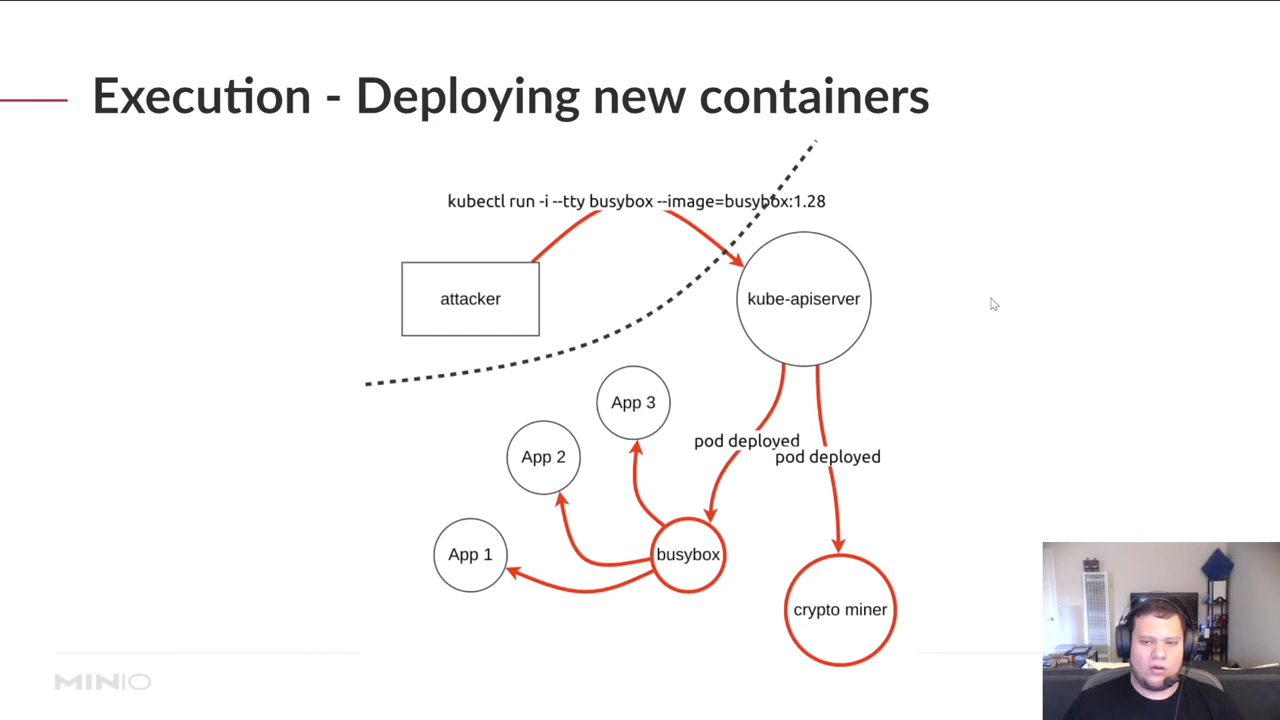 Execution - Deploying new containers
kubectl run -i --tty busybox --image=busybox:1.28
attacker
kube-apiserver
App 3
pod deployed
App 2
pod deployed
App 1
busybox
crypto miner
MINIO